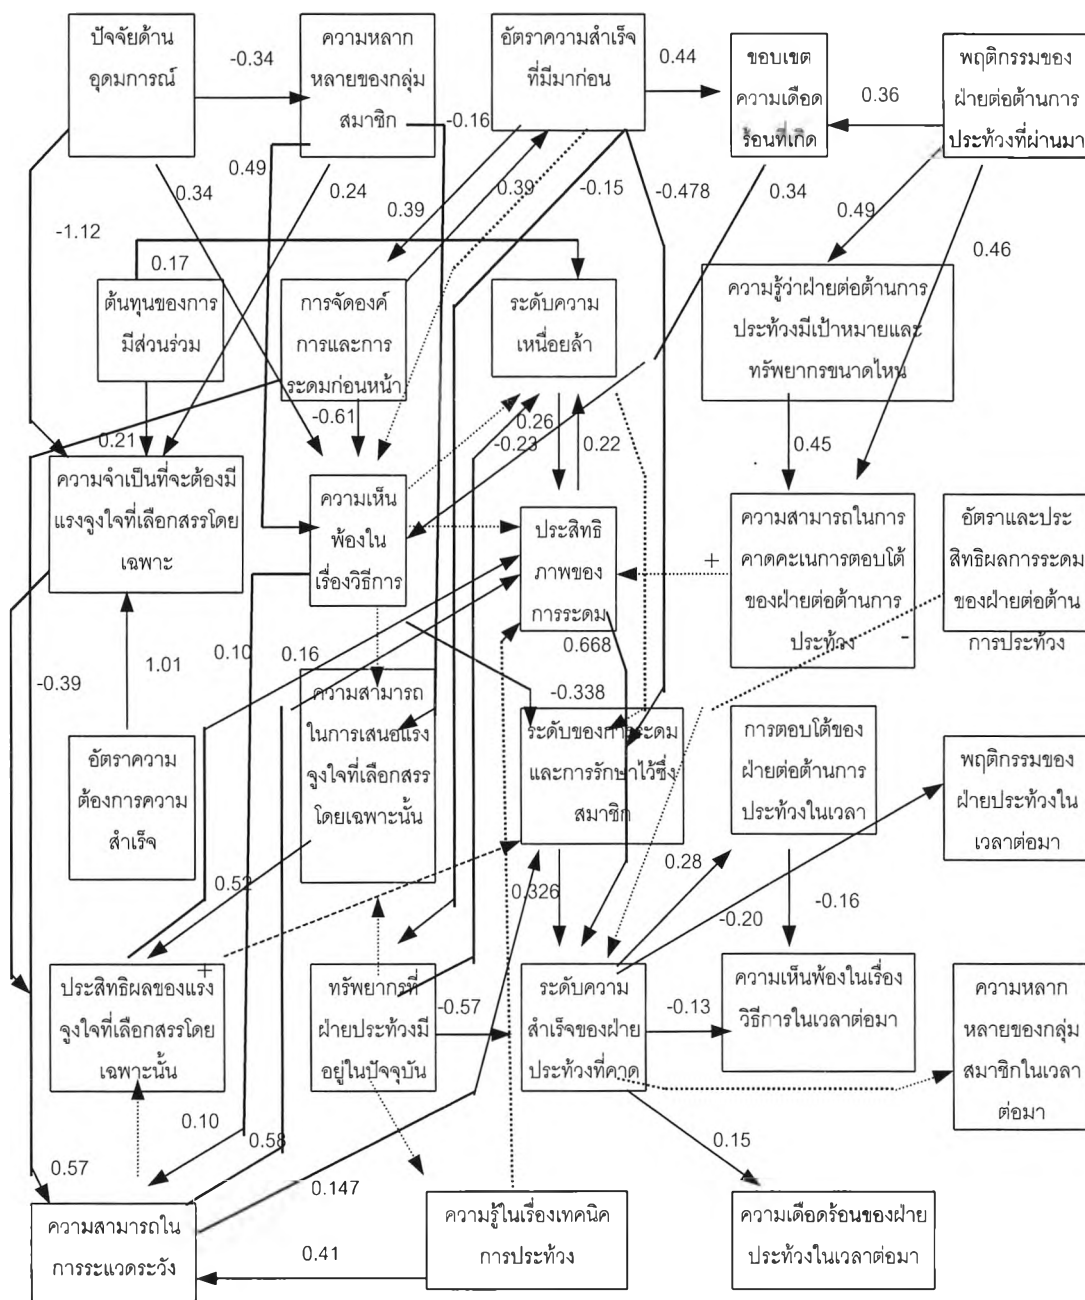 ปัจจัยด้าน
อุดมการณ์
-0.34
ความหลาก
หลายของกลุ่ม
สมาชิก
อัตราความสำเร็จ
ที่มีมาก่อน
0.44
ขอบเขต
ความเดือด
ร้อนที่เกิด
0.36
พฤติกรรมของ
ฝ่ายต่อต้านการ
ประท้วงที่ผ่านมา
-0.16
0.49
0.34
0.24
0.39
0.39
-0.15
-0.478
0.34
0.49
0.46
-1.12
0.17
ต้นทุนของการ
มีส่วนร่วม
การจัดองค์
การและการ
ระดมก่อนหน้า
ระดับความ
เหนื่อยล้า
ความรู้ว่าฝ่ายต่อต้านการ
ประท้วงมีเป้าหมายและ
ทรัพยากรขนาดไหน
0.21
-0.61
0.26
-0.23
0.22
0.45
ความจำเป็นที่จะต้องมี
แรงจูงใจที่เลือกสรรโดย
เฉพาะ
ความเห็น
พ้องใน
เรื่องวิธีการ
ประสิทธิ
ภาพของ
การระดม
+
ความสามารถในการ
คาดคะเนการตอบโต้
ของฝ่ายต่อต้านการ
ประท้วง
-
อัตราและประ
สิทธิผลการระดม
ของฝ่ายต่อต้าน
การประท้วง
-0.39
1.01
0.10
0.16
0.668
-0.338
อัตราความ
ต้องการความ
สำเร็จ
ความสามารถ
ในการเสนอแรง
จูงใจที่เลือกสรร
โดยเฉพาะนั้น
ระดับของการระดม
และการรักษาไว้ซึ่ง
สมาชิก
การตอบโต้ของ
ฝ่ายต่อต้านการ
ประท้วงในเวลา
พฤติกรรมของ
ฝ่ายประท้วงใน
เวลาต่อมา
0.52
0.326
0.28
-0.20
-0.16
+
ประสิทธิผลของแรง
จูงใจที่เลือกสรรโดย
เฉพาะนั้น
ทรัพยากรที่
ฝ่ายประท้วงมี
อยู่ในปัจจุบัน
-0.57
ระดับความ
สำเร็จของฝ่าย
ประท้วงที่คาด
-0.13
ความเห็นพ้องในเรื่อง
วิธีการในเวลาต่อมา
ความหลาก
หลายของกลุ่ม
สมาชิกในเวลา
ต่อมา
0.10
0.58
0.57
0.147
0.15
ความสามารถใน
การระแวดระวัง
0.41
ความรู้ในเรื่องเทคนิค
การประท้วง
ความเดือดร้อนของฝ่าย
ประท้วงในเวลาต่อมา